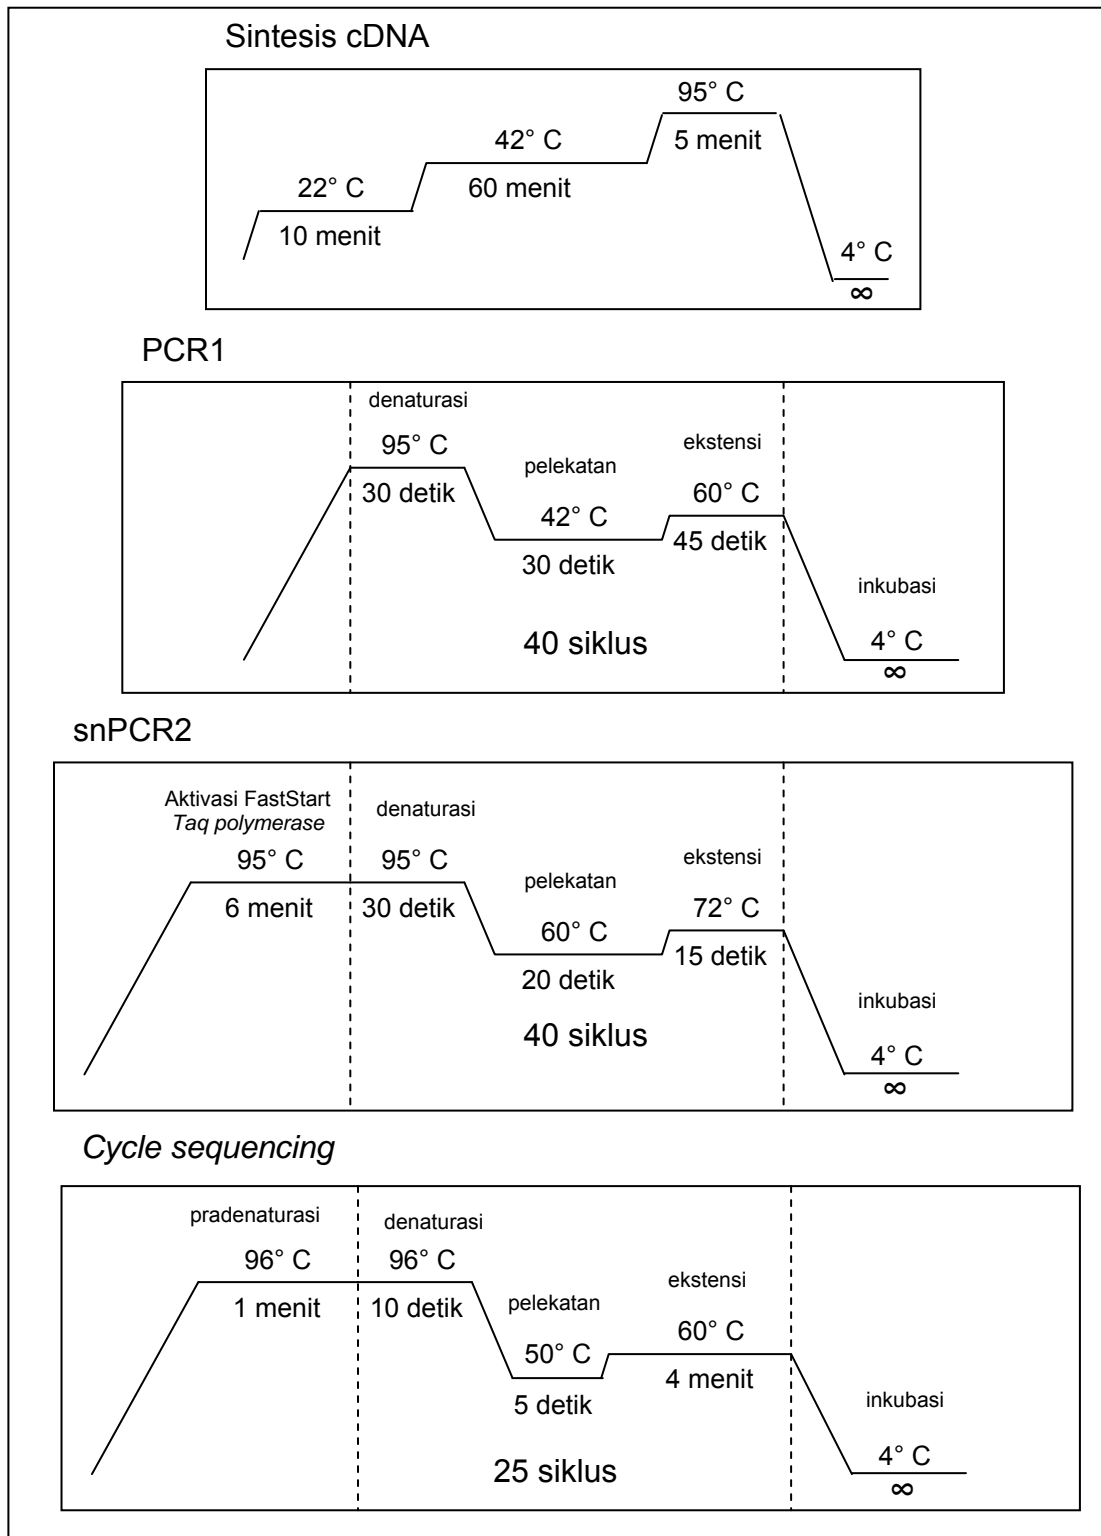 Sintesis cDNA
95° C
5 menit
42° C
60 menit
22° C
10 menit
4° C
∞
PCR1
denaturasi
95° C
30 detik
pelekatan
42° C
30 detik
ekstensi
60° C
45 detik
40 siklus
inkubasi
4° C
∞
snPCR2
Aktivasi FastStart
Taq polymerase
95° C
6 menit
denaturasi
95° C
30 detik
pelekatan
60° C
20 detik
ekstensi
72° C
15 detik
40 siklus
inkubasi
4° C
∞
Cycle sequencing
pradenaturasi
96° C
1 menit
denaturasi
96° C
10 detik
pelekatan
50° C
5 detik
ekstensi
60° C
4 menit
25 siklus
inkubasi
4° C
∞